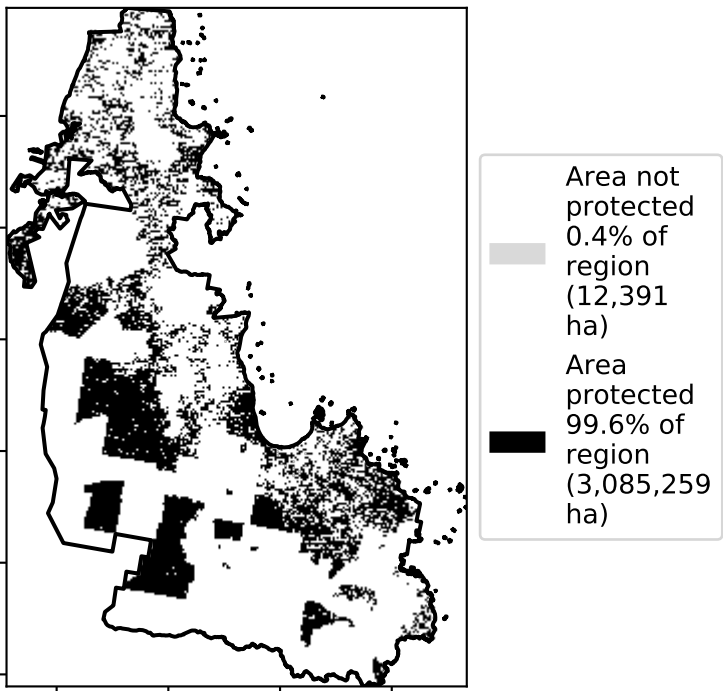 Area not
protected
0.4% of
region
(12,391
ha)
Area
protected
99.6% of
region
(3,085,259
ha)